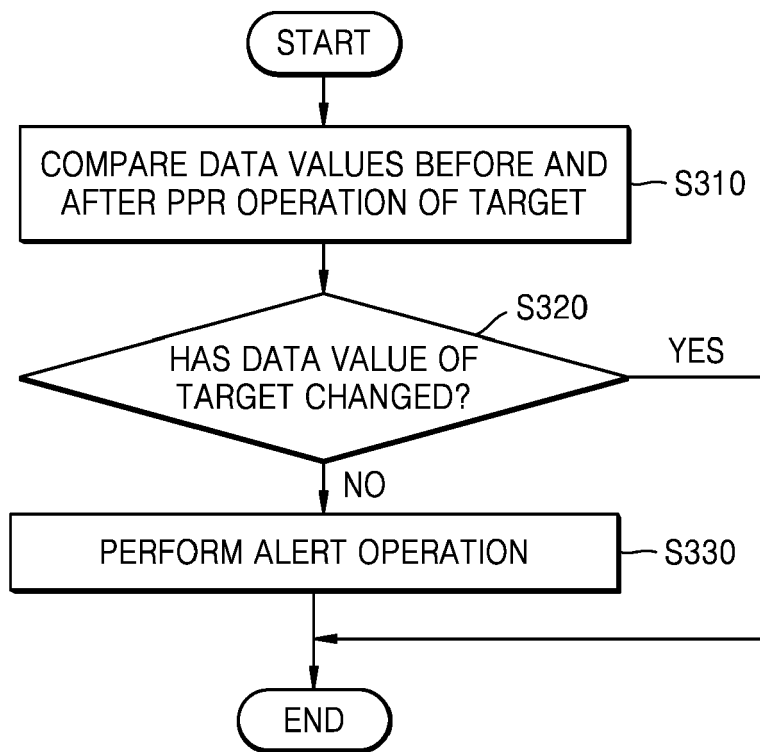 START
COMPARE DATA VALUES BEFORE AND
AFTER PPR OPERATION OF TARGET
S310
S320
HAS DATA VALUE OF
TARGET CHANGED?
YES
NO
PERFORM ALERT OPERATION
S330
END